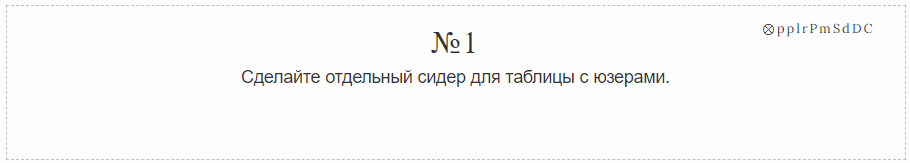 ⊗pplrPmSdDC
№1
Сделайте отдельный сидер для таблицы с юзерами.